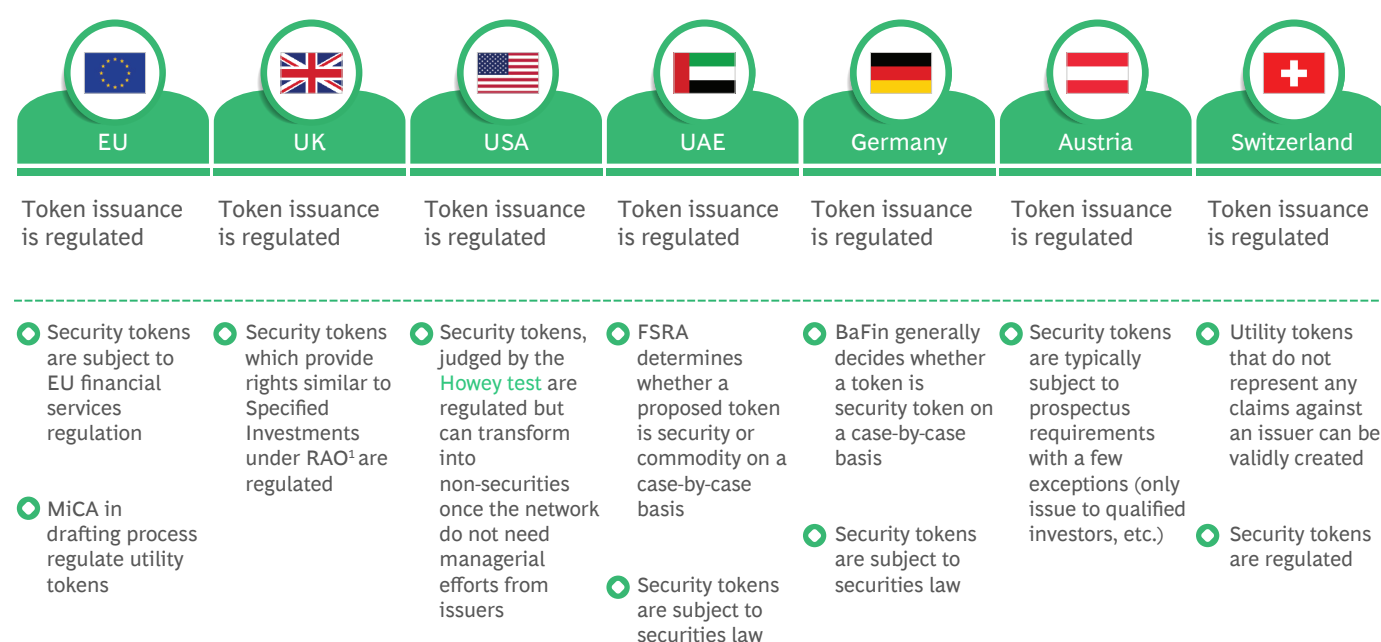 EU
UK
USA
UAE
Germany
Austria
Switzerland
Token issuance
is regulated
Token issuance
is regulated
Token issuance
is regulated
Token issuance
is regulated
Token issuance
is regulated
Token issuance
is regulated
Token issuance
is regulated
Security tokens
are subject to
EU financial
services
regulation
MiCA in
drafting process
regulate utility
tokens
Security tokens
which provide
rights similar to
Specified
Investments
under RAO¹ are
regulated
Security tokens,
judged by the
Howey test are
regulated but
can transform
into
non-securities
once the network
do not need
managerial
efforts from
issuers
FSRA
determines
whether a
proposed token
is security or
commodity on a
case-by-case
basis
Security tokens
are subject to
securities law
BaFin generally
decides whether
a token is
security token on
a case-by-case
basis
Security tokens
are subject to
securities law
Security tokens
are typically
subject to
prospectus
requirements
with a few
exceptions (only
issue to qualified
investors, etc.)
Utility tokens
that do not
represent any
claims against
an issuer can be
validly created
Security tokens
are regulated